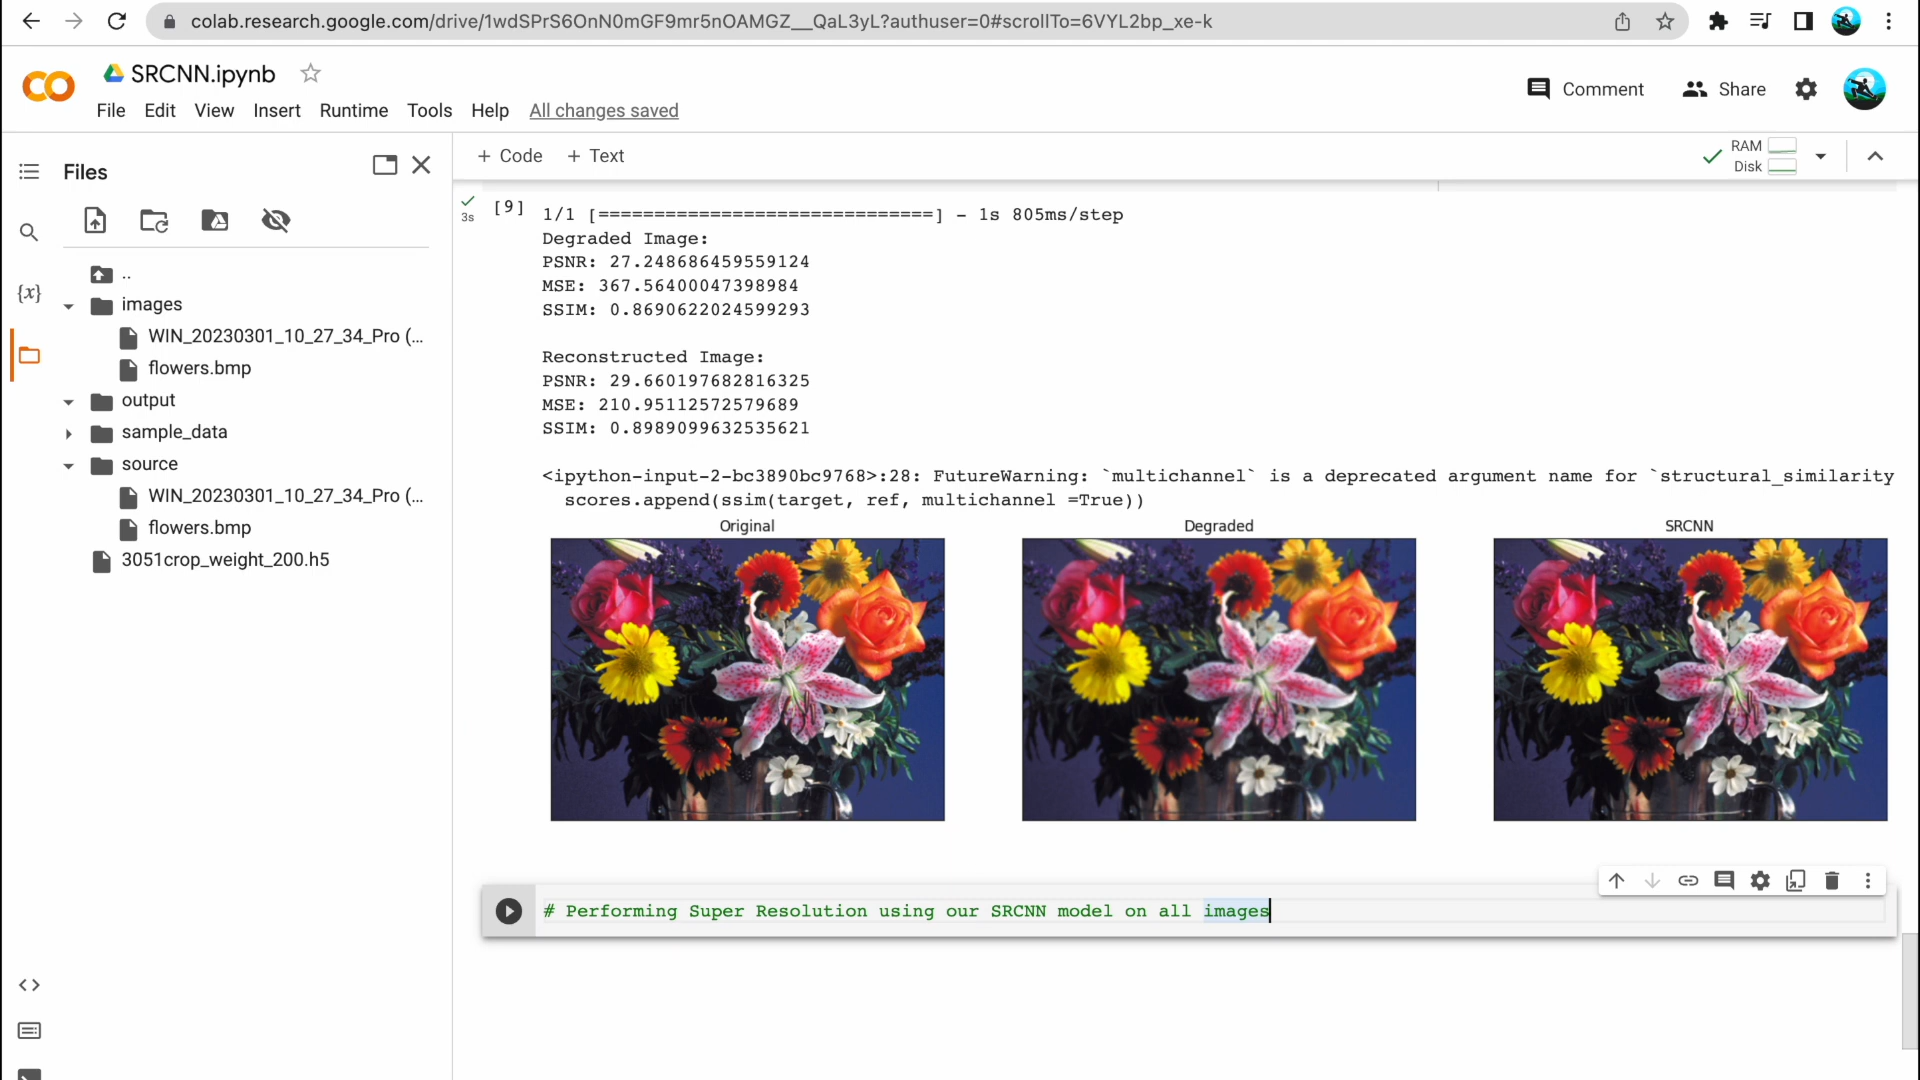 colab.research.google.com/drive/1wdSPrS6OnN0mGF9mr5nOAMGZ__QaL3yL?authuser=0#scrollTo=6VYL2bp_xe-k
SRCNN.ipynb
Comment
Share
File Edit View Insert Runtime Tools Help All changes saved
Files
+ Code + Text
RAM
Disk
..
images
WIN_20230301_10_27_34_Pro (...
flowers.bmp
output
sample_data
source
WIN_20230301_10_27_34_Pro (...
flowers.bmp
3051crop_weight_200.h5
{x}
3s
[9]
1/1 [==============================] - 1s 805ms/step
Degraded Image:
PSNR: 27.248686459559124
MSE: 367.56400047398984
SSIM: 0.8690622024599293
Reconstructed Image:
PSNR: 29.660197682816325
MSE: 210.95112572579689
SSIM: 0.8989099632535621
<ipython-input-2-bc3890bc9768>:28: FutureWarning: `multichannel` is a deprecated argument name for `structural_similarity
scores.append(ssim(target, ref, multichannel =True))
Original Degraded SRCNN
# Performing Super Resolution using our SRCNN model on all images